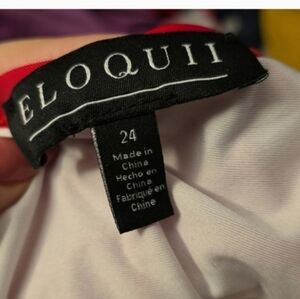 ELOQUII
24
Made in
China
Hecho en
China
Fabriqué en
Chine